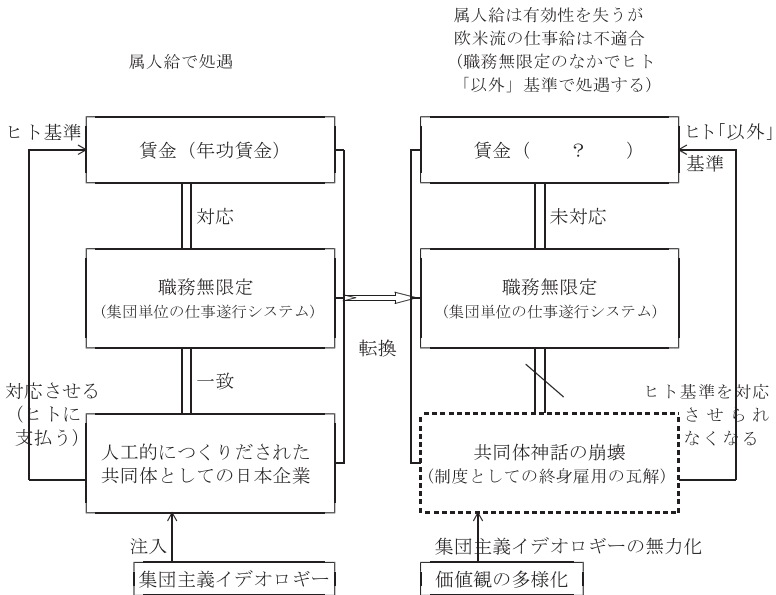 属人給で処遇
ヒト基準
賃金（年功賃金）
対応
職務無限定
（集団単位の仕事遂行システム）
一致
対応させる
（ヒトに
支払う）
人工的につくりだされた
共同体としての日本企業
注入
集団主義イデオロギー
転換
属人給は有効性を失うが
欧米流の仕事給は不適合
（職務無限定のなかでヒト
「以外」基準で処遇する）
賃金（　　？　　）
ヒト「以外」
基準
未対応
職務無限定
（集団単位の仕事遂行システム）
ヒト基準を対応
させられ
なくなる
共同体神話の崩壊
（制度としての終身雇用の瓦解）
集団主義イデオロギーの無力化
価値観の多様化